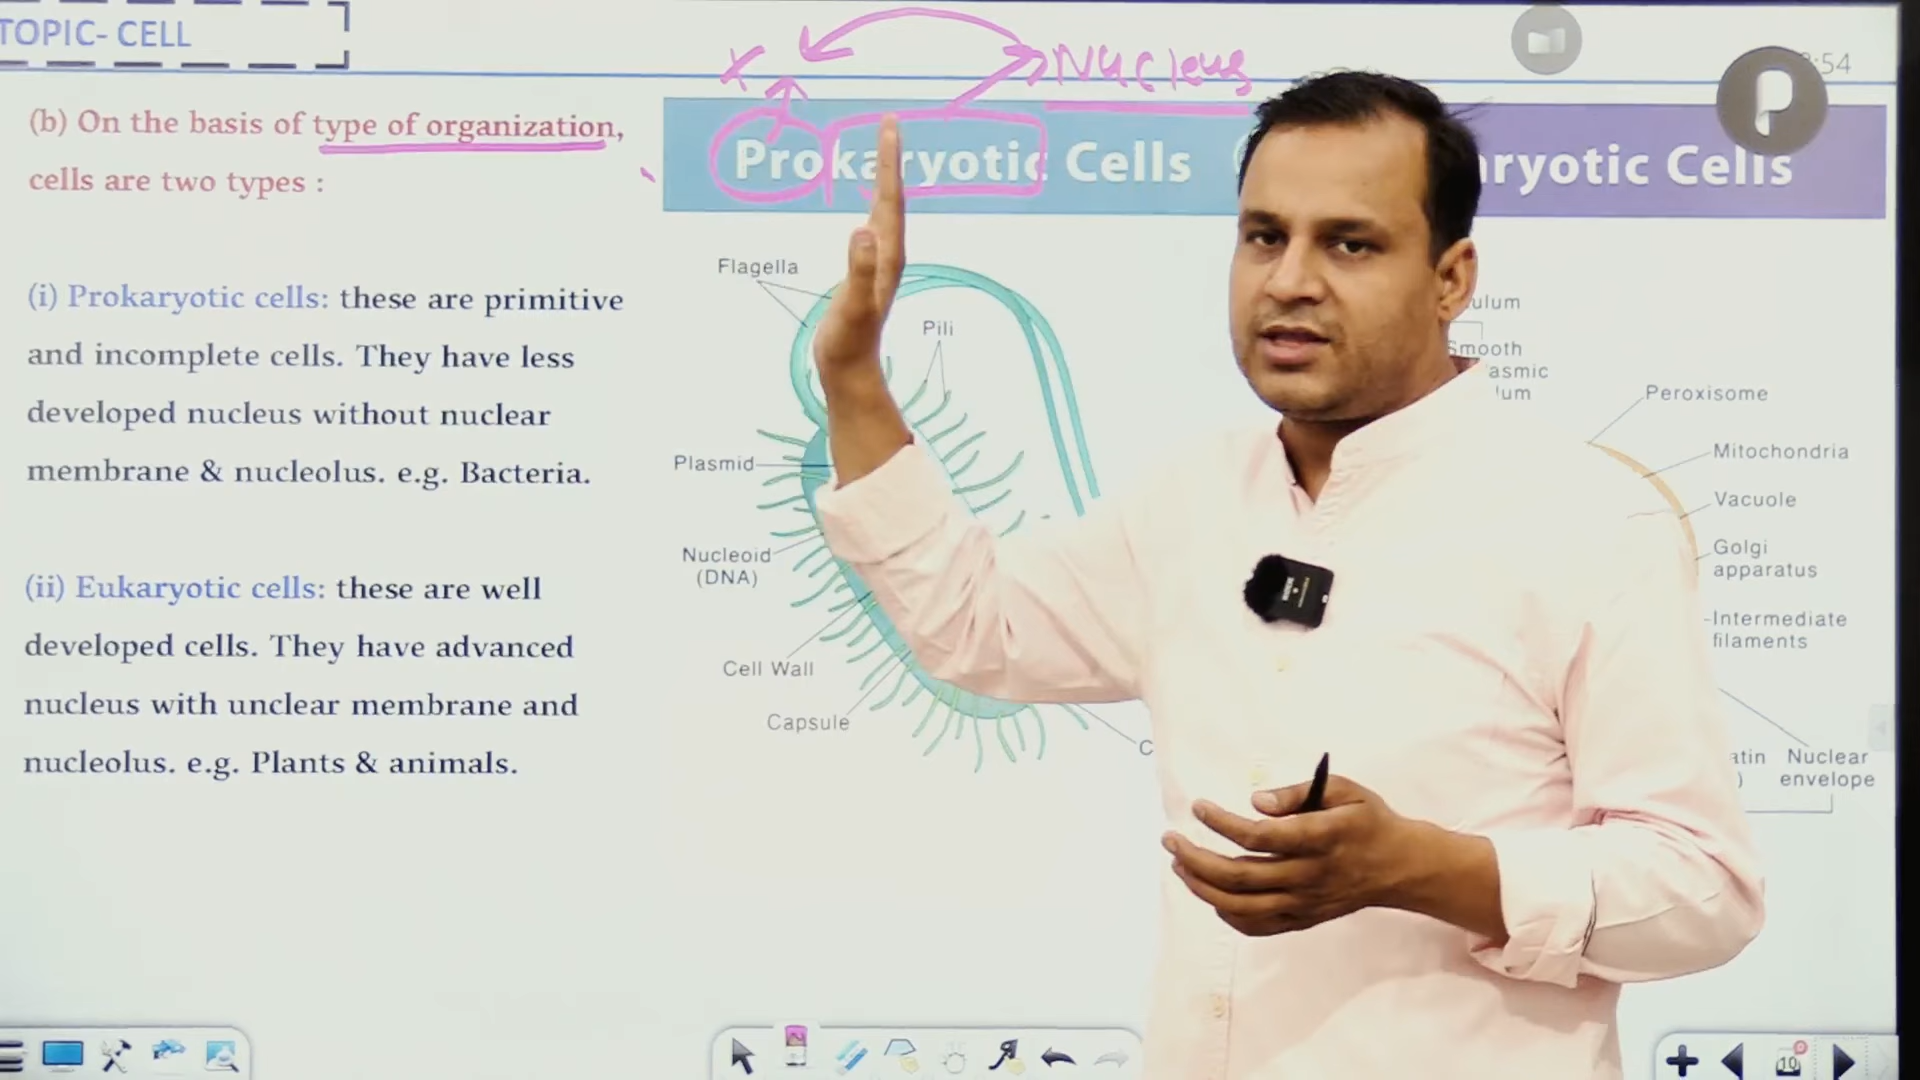 TOPIC- CELL
X Nucleus
:54
P
(b) On the basis of type of organization,
cells are two types :
Prokaryotic Cells
aryotic Cells
(i) Prokaryotic cells: these are primitive
and incomplete cells. They have less
developed nucleus without nuclear
membrane & nucleolus. e.g. Bacteria.
(ii) Eukaryotic cells: these are well
developed cells. They have advanced
nucleus with unclear membrane and
nucleolus. e.g. Plants & animals.
Flagella
Pili
Plasmid
Nucleoid
(DNA)
Cell Wall
Capsule
C
ulum
Smooth
asmic
lum
Peroxisome
Mitochondria
Vacuole
Golgi
apparatus
Intermediate
filaments
atin
)
Nuclear
envelope
10